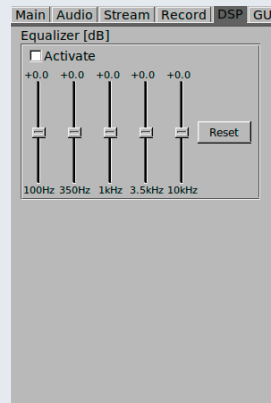 Main Audio Stream Record DSP GU
Equalizer [dB]
Activate
+0.0 +0.0 +0.0 +0.0 +0.0
Reset
100Hz 350Hz 1kHz 3.5kHz 10kHz